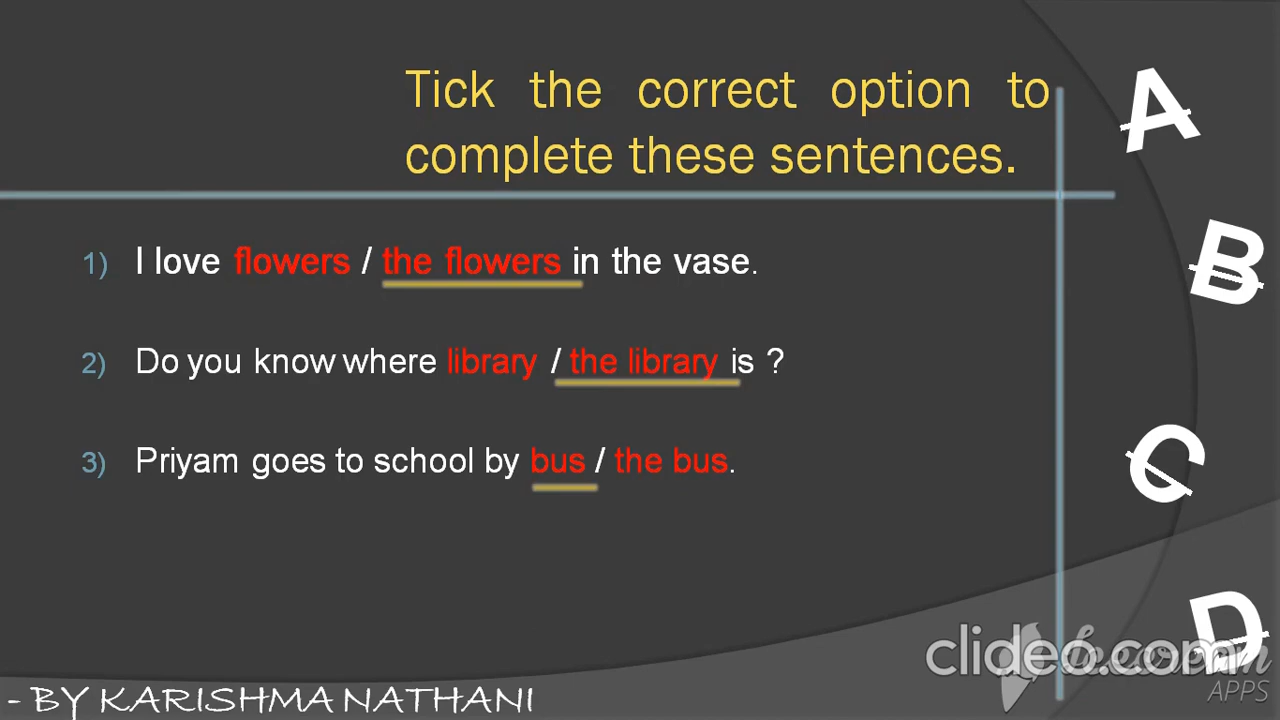 Tick the correct option to
complete these sentences.
1) I love flowers / the flowers in the vase.
2) Do you know where library / the library is ?
3) Priyam goes to school by bus / the bus.
A
B
C
D
clideo.com
APPS
- BY KARISHMA NATHANI